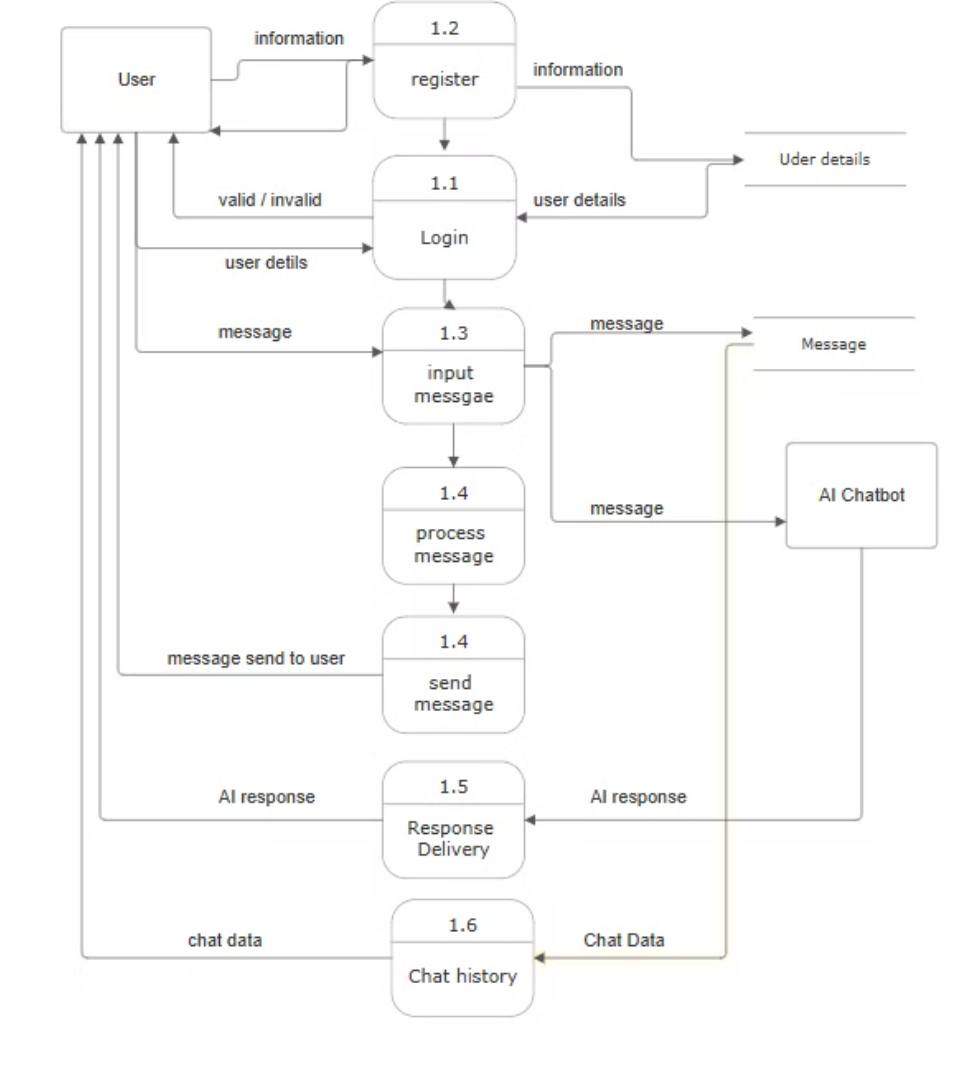 1.2
information
User
register
information
Uder details
1.1
valid / invalid
user details
Login
user detils
message
1.3
message
Message
input
messgae
1.4
AI Chatbot
message
process
message
1.4
message send to user
send
message
1.5
AI response
AI response
Response
Delivery
1.6
chat data
Chat Data
Chat history